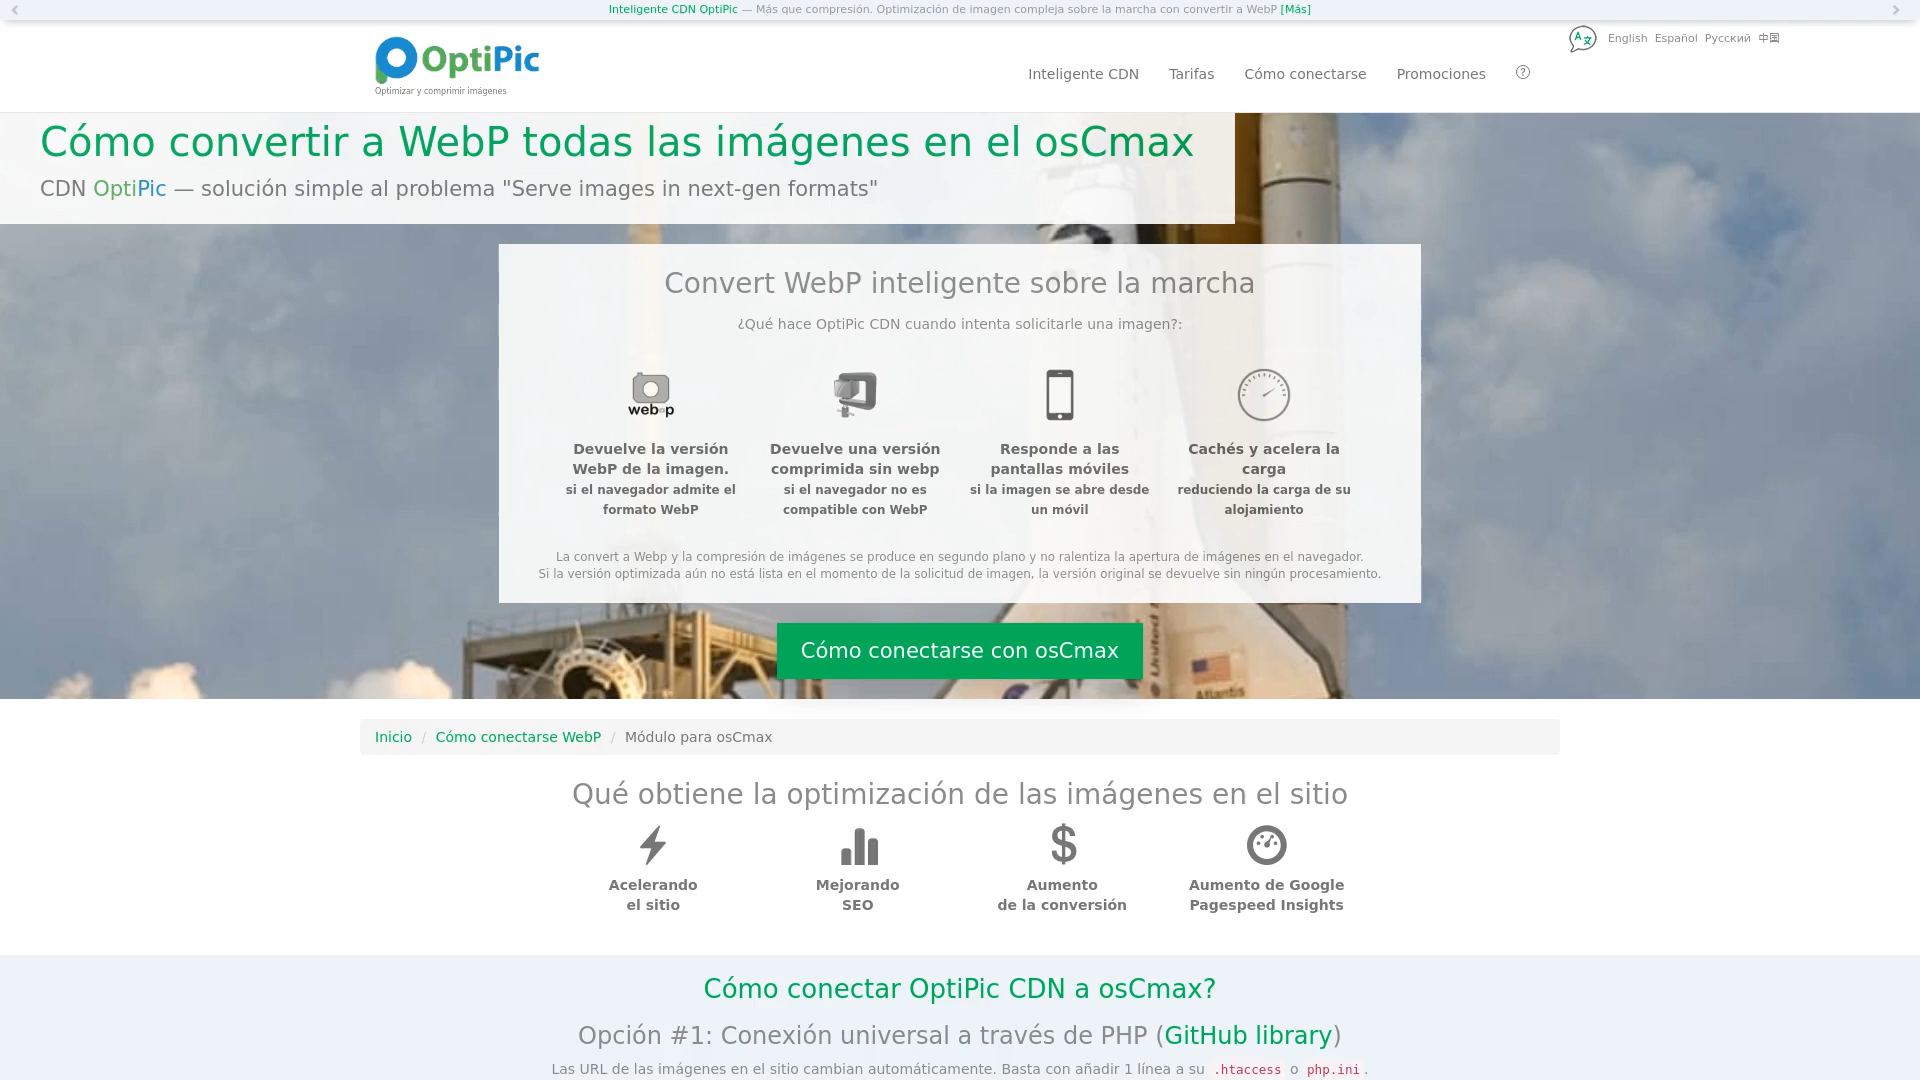 Inteligente CDN OptiPic — Más que compresión. Optimización de imagen compleja sobre la marcha con convertir a WebP [Más]
English Español Русский 中国
OptiPic
Optimizar y comprimir imágenes
Inteligente CDN Tarifas Cómo conectarse Promociones
Cómo convertir a WebP todas las imágenes en el osCmax
CDN OptiPic — solución simple al problema "Serve images in next-gen formats"
Convert WebP inteligente sobre la marcha
¿Qué hace OptiPic CDN cuando intenta solicitarle una imagen?:
webp
Devuelve la versión
WebP de la imagen.
si el navegador admite el
formato WebP
Devuelve una versión
comprimida sin webp
si el navegador no es
compatible con WebP
Responde a las
pantallas móviles
si la imagen se abre desde
un móvil
Cachés y acelera la
carga
reduciendo la carga de su
alojamiento
La convert a Webp y la compresión de imágenes se produce en segundo plano y no ralentiza la apertura de imágenes en el navegador.
Si la versión optimizada aún no está lista en el momento de la solicitud de imagen, la versión original se devuelve sin ningún procesamiento.
Cómo conectarse con osCmax
United
Atlantis
Inicio / Cómo conectarse WebP / Módulo para osCmax
Qué obtiene la optimización de las imágenes en el sitio
Acelerando
el sitio
Mejorando
SEO
Aumento
de la conversión
Aumento de Google
Pagespeed Insights
Cómo conectar OptiPic CDN a osCmax?
Opción #1: Conexión universal a través de PHP (GitHub library)
Las URL de las imágenes en el sitio cambian automáticamente. Basta con añadir 1 línea a su .htaccess o php.ini.